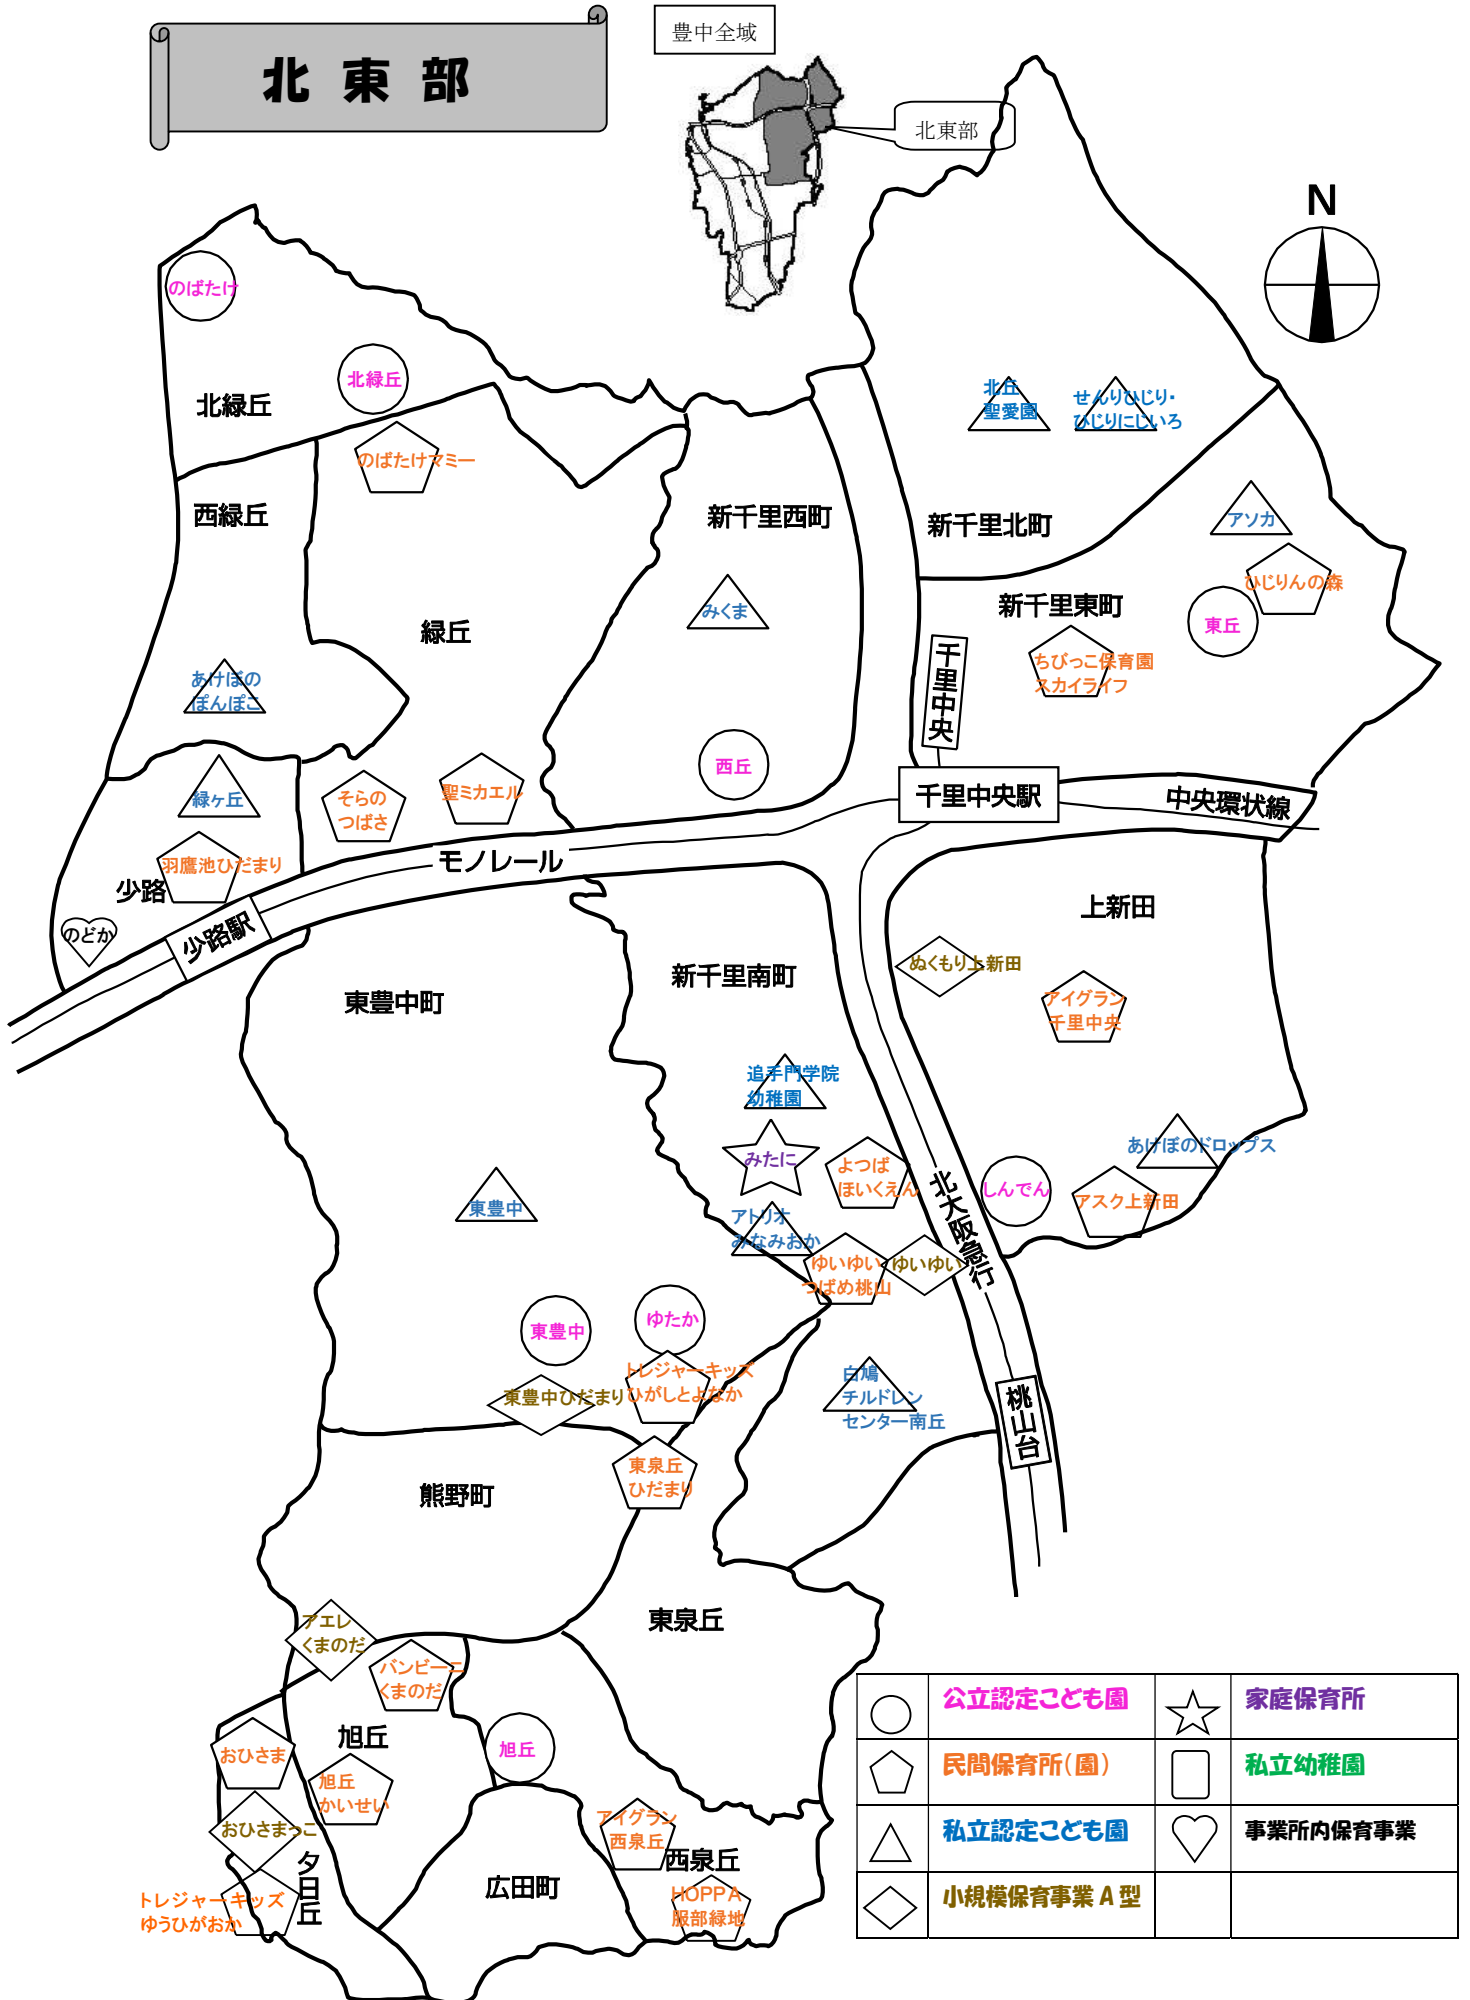 北東部
豊中全域
北東部
N
のばたけ
北緑丘
北緑丘
のばたけマミー
西緑丘
新千里西町
北丘
聖愛園
せんりひじり・
ひじりにじいろ
新千里北町
アソカ
ひじりんの森
新千里東町
東丘
みくま
緑丘
ちびっこ保育園
スカイライフ
千里中央
あけぼの
ぽんぽこ
西丘
緑ヶ丘
そらの
つばさ
聖ミカエル
千里中央駅
中央環状線
モノレール
羽鷹池ひだまり
少路
のどか
少路駅
上新田
ぬくもり上新田
新千里南町
東豊中町
アイグラン
千里中央
追手門学院
幼稚園
みたに
よつば
ほいくえん
あけぼのドロップス
しんでん
アスク上新田
北大阪急行
東豊中
アトリオ
みなみおか
ゆいゆい
つばめ桃山
ゆいゆい
東豊中
ゆたか
トレジャーキッズ
ひがしとよなか
東豊中ひだまり
白鳩
チルドレン
センター南丘
桃山台
東泉丘
ひだまり
熊野町
東泉丘
アエレ
くまのだ
バンビーニ
くまのだ
旭丘
旭丘
おひさま
旭丘
かいせい
おひさまっこ
夕日丘
トレジャーキッズ
ゆうひがおか
アイグラン
西泉丘
西泉丘
広田町
HOPPA
服部緑地
公立認定こども園
家庭保育所
民間保育所(園)
私立幼稚園
私立認定こども園
事業所内保育事業
小規模保育事業A型